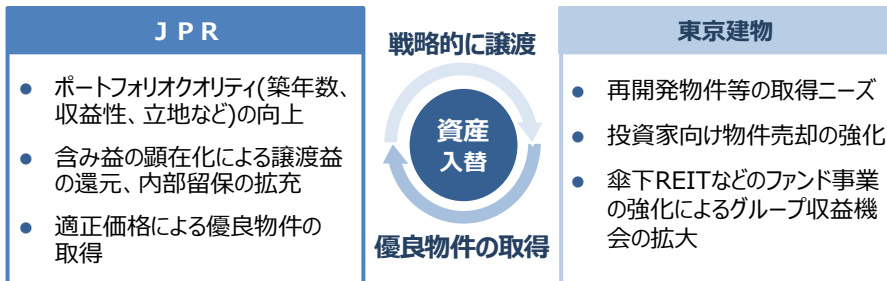 JPR
ポートフォリオクオリティ(築年数、
収益性、立地など)の向上
含み益の顕在化による譲渡益
の還元、内部留保の拡充
適正価格による優良物件の
取得
戦略的に譲渡
資産
入替
優良物件の取得
東京建物
再開発物件等の取得ニーズ
投資家向け物件売却の強化
傘下REITなどのファンド事業
の強化によるグループ収益機
会の拡大